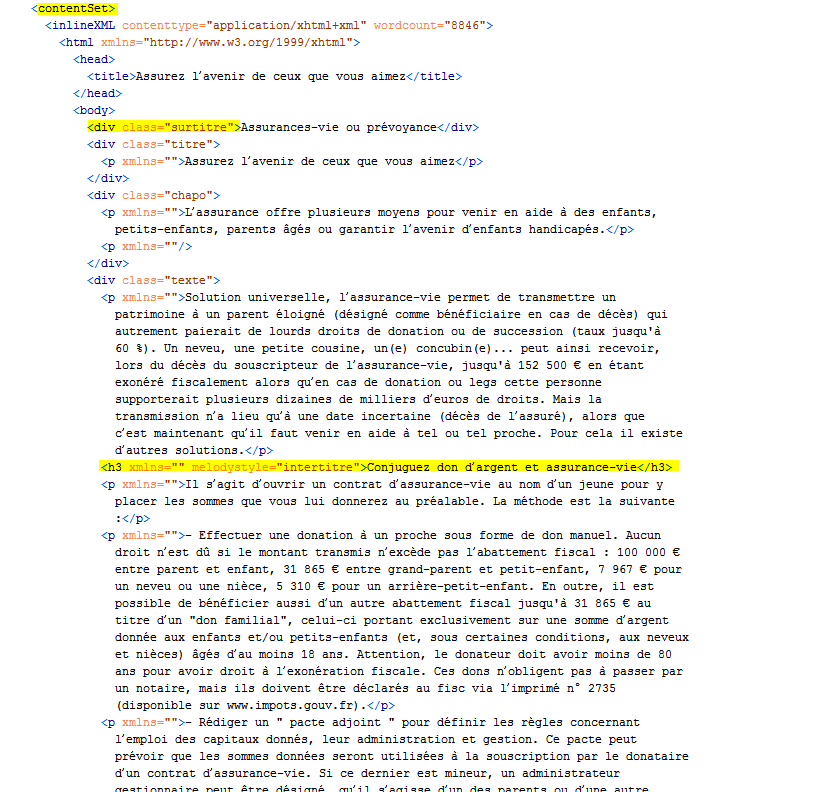 <contentSet>
<inlineXML contenttype="application/xhtml+xml" wordcount="8846">
<html xmlns="http://www.w3.org/1999/xhtml">
<head>
<title>Assurez l’avenir de ceux que vous aimez</title>
</head>
<body>
<div class="surtitre">Assurances-vie ou prévoyance</div>
<div class="titre">
<p xmlns="">Assurez l’avenir de ceux que vous aimez</p>
</div>
<div class="chapo">
<p xmlns="">L’assurance offre plusieurs moyens pour venir en aide à des enfants,
petits-enfants, parents âgés ou garantir l’avenir d’enfants handicapés.</p>
<p xmlns=""/>
</div>
<div class="texte">
<p xmlns="">Solution universelle, l’assurance-vie permet de transmettre un
patrimoine à un parent éloigné (désigné comme bénéficiaire en cas de décès) qui
autrement paierait de lourds droits de donation ou de succession (taux jusqu'à
60 %). Un neveu, une petite cousine, un(e) concubin(e)... peut ainsi recevoir,
lors du décès du souscripteur de l’assurance-vie, jusqu'à 152 500 € en étant
exonéré fiscalement alors qu’en cas de donation ou legs cette personne
supporterait plusieurs dizaines de milliers d’euros de droits. Mais la
transmission n’a lieu qu’à une date incertaine (décès de l’assuré), alors que
c’est maintenant qu’il faut venir en aide à tel ou tel proche. Pour cela il existe
d’autres solutions.</p>
<h3 xmlns="" melodystyle="intertitre">Conjuguez don d’argent et assurance-vie</h3>
<p xmlns="">Il s’agit d’ouvrir un contrat d’assurance-vie au nom d’un jeune pour y
placer les sommes que vous lui donnerez au préalable. La méthode est la suivante
:</p>
<p xmlns="">- Effectuer une donation à un proche sous forme de don manuel. Aucun
droit n’est dû si le montant transmis n’excède pas l’abattement fiscal : 100 000 €
entre parent et enfant, 31 865 € entre grand-parent et petit-enfant, 7 967 € pour
un neveu ou une nièce, 5 310 € pour un arrière-petit-enfant. En outre, il est
possible de bénéficier aussi d’un autre abattement fiscal jusqu'à 31 865 € au
titre d’un "don familial", celui-ci portant exclusivement sur une somme d’argent
donnée aux enfants et/ou petits-enfants (et, sous certaines conditions, aux neveux
et nièces) âgés d’au moins 18 ans. Attention, le donateur doit avoir moins de 80
ans pour avoir droit à l’exonération fiscale. Ces dons n’obligent pas à passer par
un notaire, mais ils doivent être déclarés au fisc via l’imprimé n° 2735
(disponible sur www.impots.gouv.fr).</p>
<p xmlns="">- Rédiger un " pacte adjoint " pour définir les règles concernant
l’emploi des capitaux donnés, leur administration et gestion. Ce pacte peut
prévoir que les sommes données seront utilisées à la souscription par le donataire
d’un contrat d’assurance-vie. Si ce dernier est mineur, un administrateur
gestionnaire peut être désigné, qu’il s’agisse d’un des parents ou d’une autre